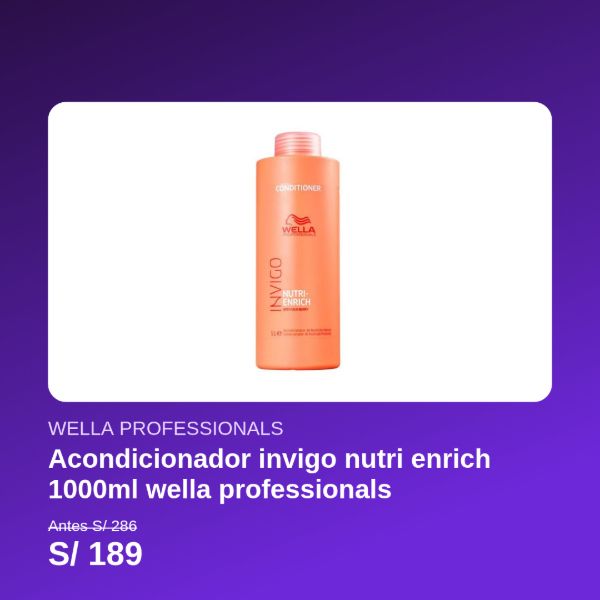 CONDITIONER
WELLA
INVIGO
NUTRI-
ENRICH
WELLA PROFESSIONALS
Acondicionador invigo nutri enrich
1000ml wella professionals
Antes S/ 286
S/ 189